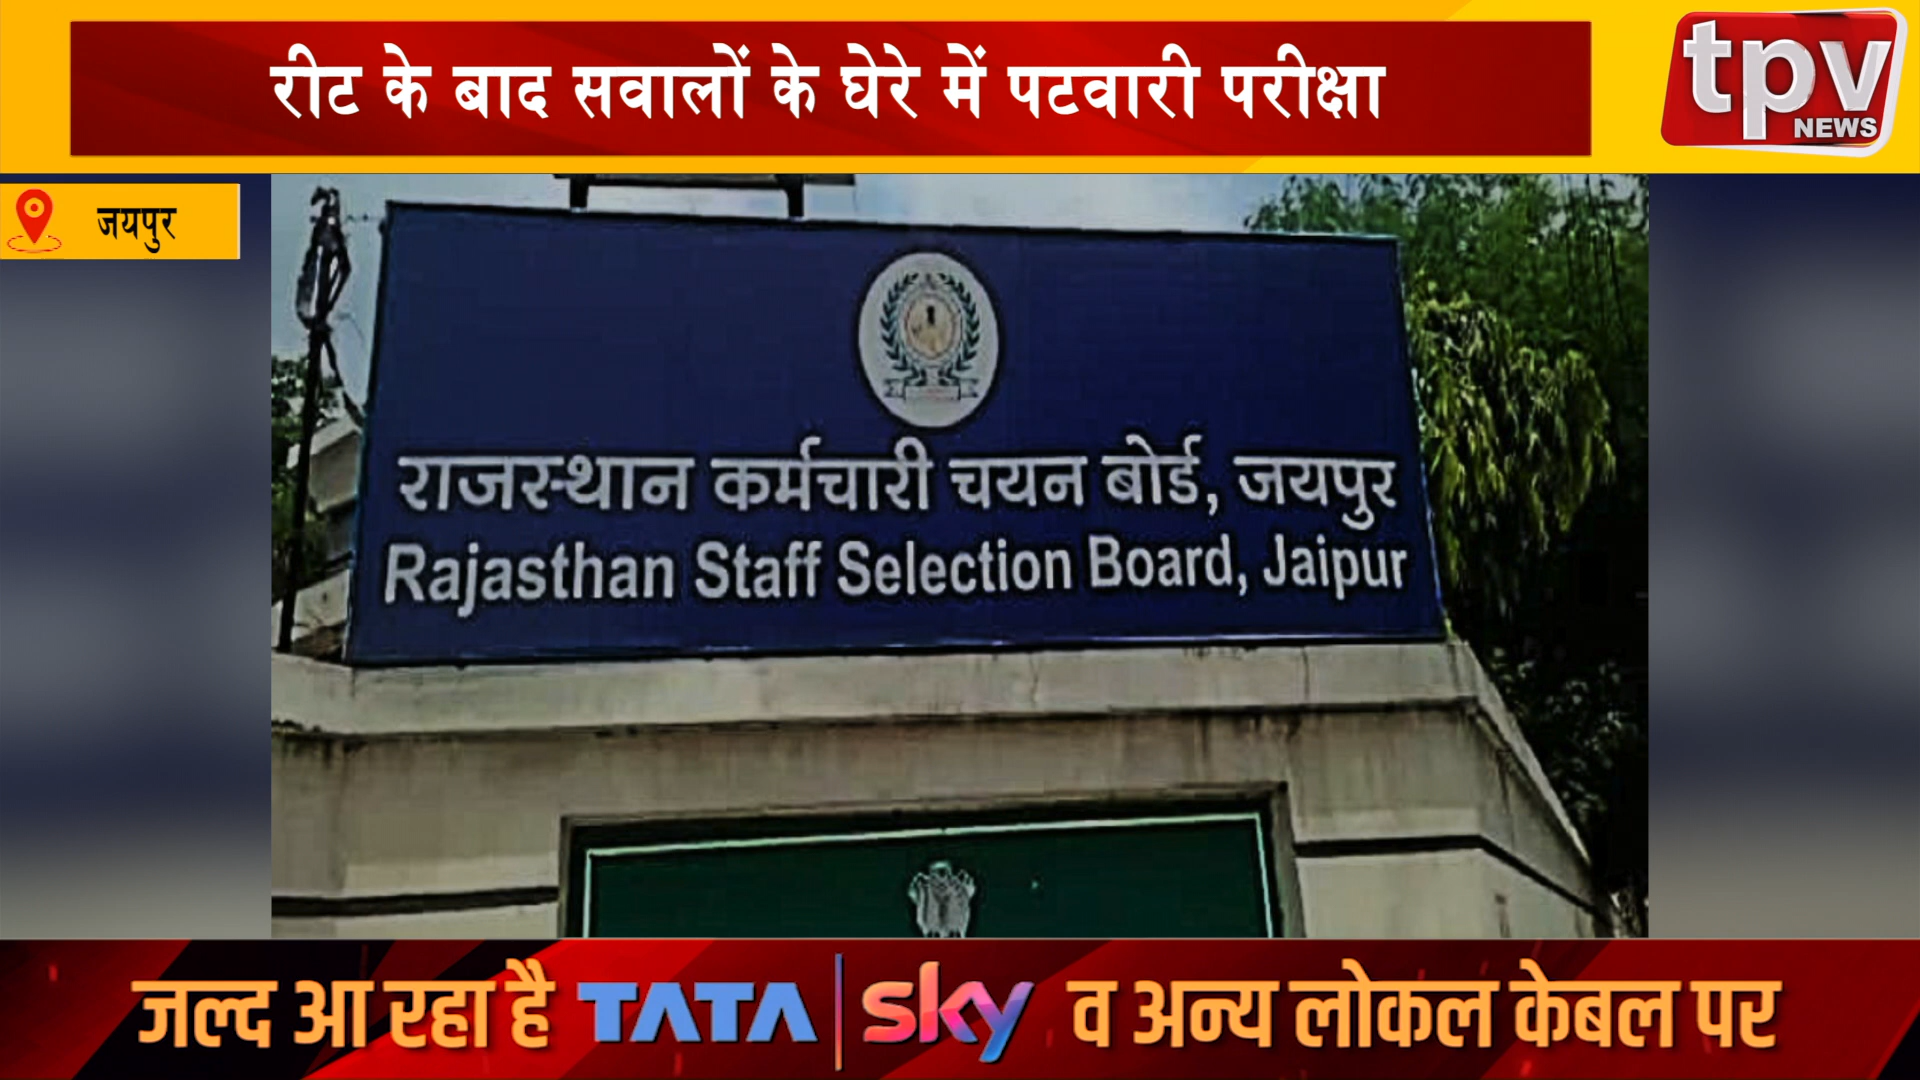 रीट के बाद सवालों के घेरे में पटवारी परीक्षा
tpv
NEWS
जयपुर
राजस्थान कर्मचारी चयन बोर्ड, जयपुर
Rajasthan Staff Selection Board, Jaipur
जल्द आ रहा है TATA sky व अन्य लोकल केबल पर